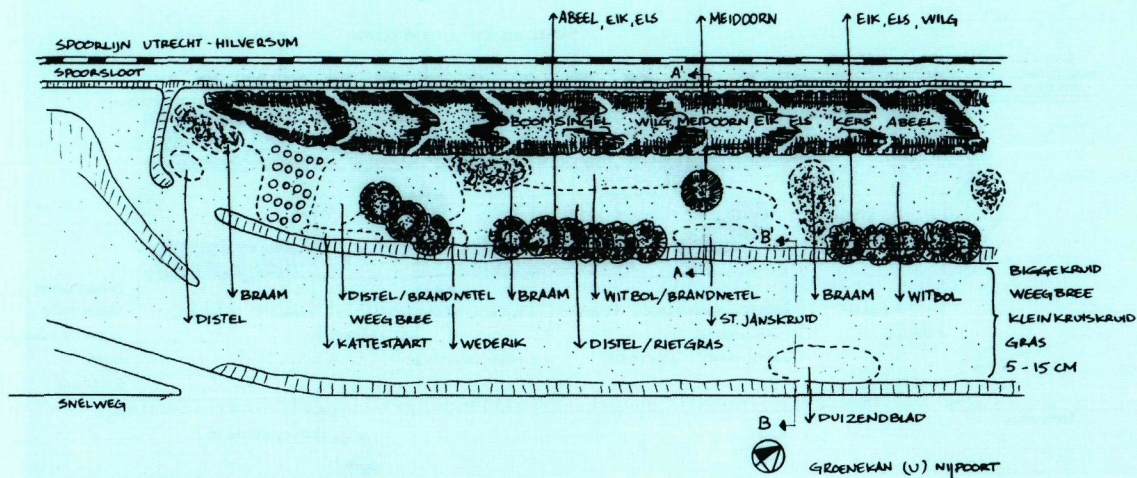 ABEEL, EIK, ELS
MEIDOORN
EIK, ELS, WILG
SPOORLIJN UTRECHT-HILVERSUM
SPOORSLOOT
A'
BOOMSINGEL WILG MEIDOORN EIK ELS KERS ABEEL
B
A
BRAAM
DISTEL/BRANDNETEL
WEEGBREE
BRAAM
WITBOL/BRANDNETEL
BRAAM
WITBOL
DISTEL
KATTESTAART
WEDERIK
DISTEL/RIETGRAS
ST. JANSKRUID
BIGGEKRUID
WEEGBREE
KLEINKRUISKRUID
GRAS
5-15 CM
SNELWEG
B
DUIZENDBLAD
GROENEKAN (U) NIJPOORT